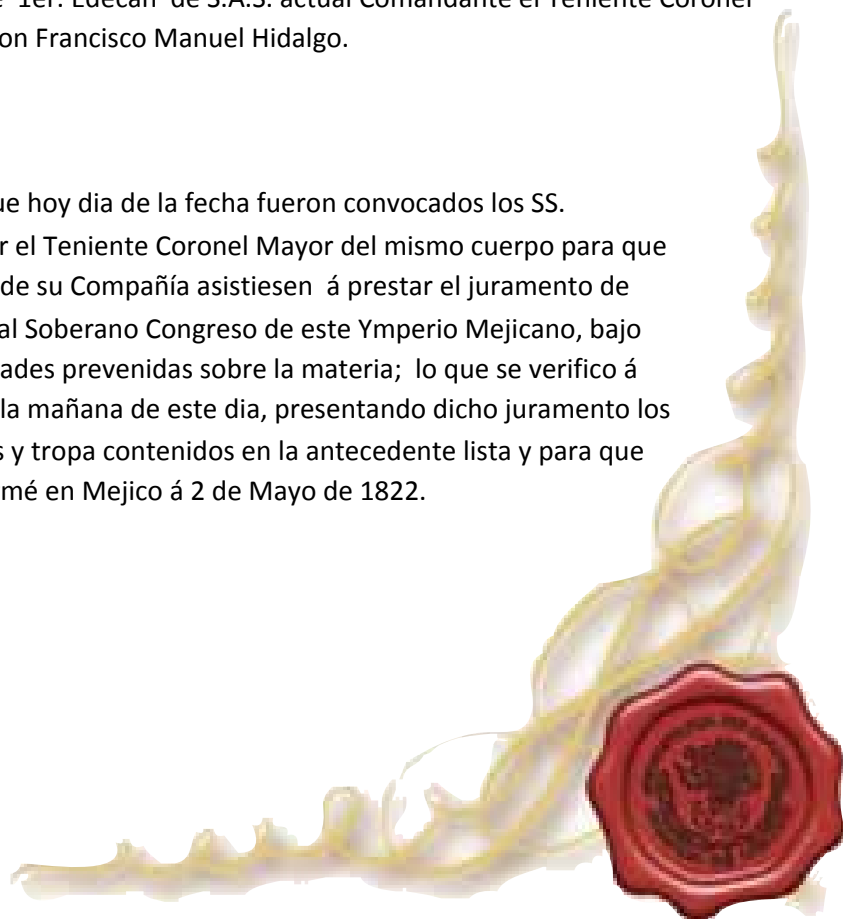 1er. Edecán de S.A.S. actual Comandante el Teniente Coronel
on Francisco Manuel Hidalgo.
ue hoy dia de la fecha fueron convocados los SS.
r el Teniente Coronel Mayor del mismo cuerpo para que
de su Compañía asistiesen á prestar el juramento de
al Soberano Congreso de este Ymperio Mejicano, bajo
ades prevenidas sobre la materia; lo que se verifico á
la mañana de este dia, presentando dicho juramento los
s y tropa contenidos en la antecedente lista y para que
mé en Mejico á 2 de Mayo de 1822.